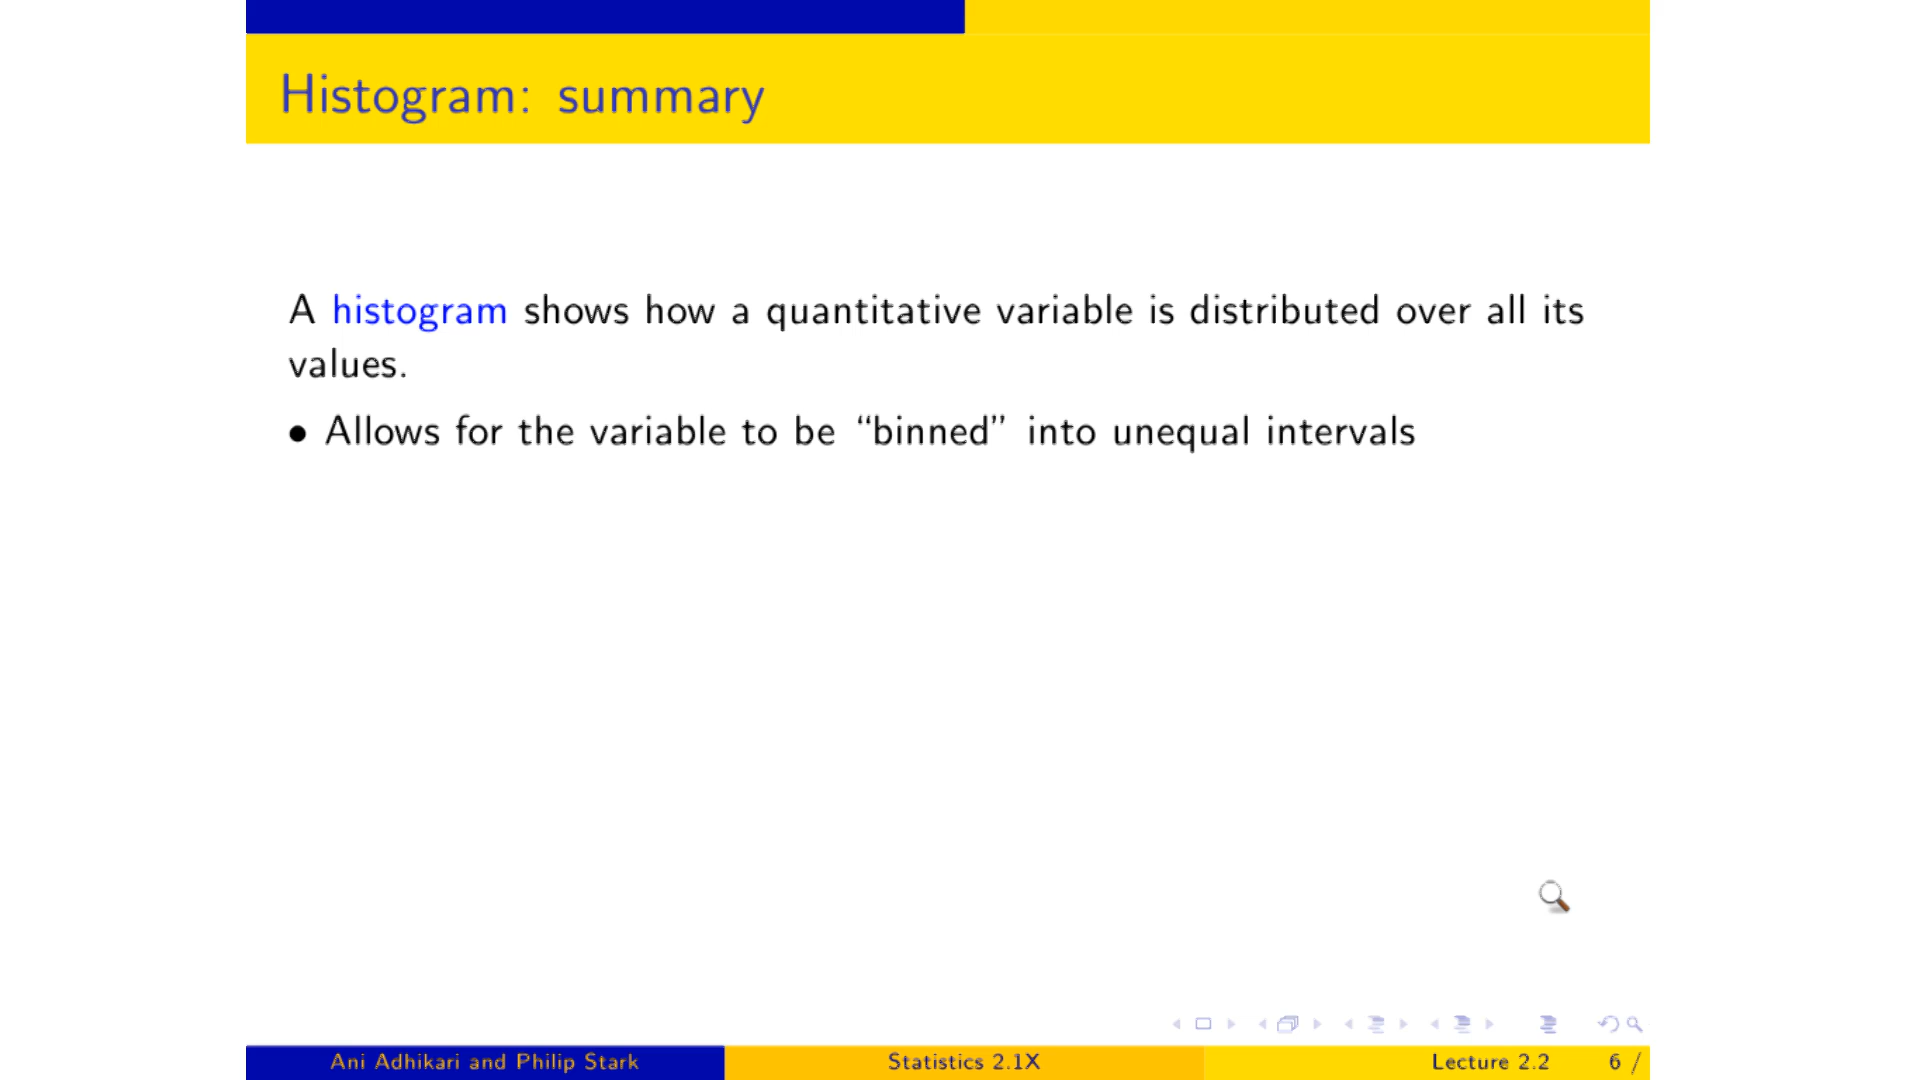 Histogram: summary
A histogram shows how a quantitative variable is distributed over all its
values.
• Allows for the variable to be “binned” into unequal intervals
Ani Adhikari and Philip Stark
Statistics 2.1X
Lecture 2.2
6 /